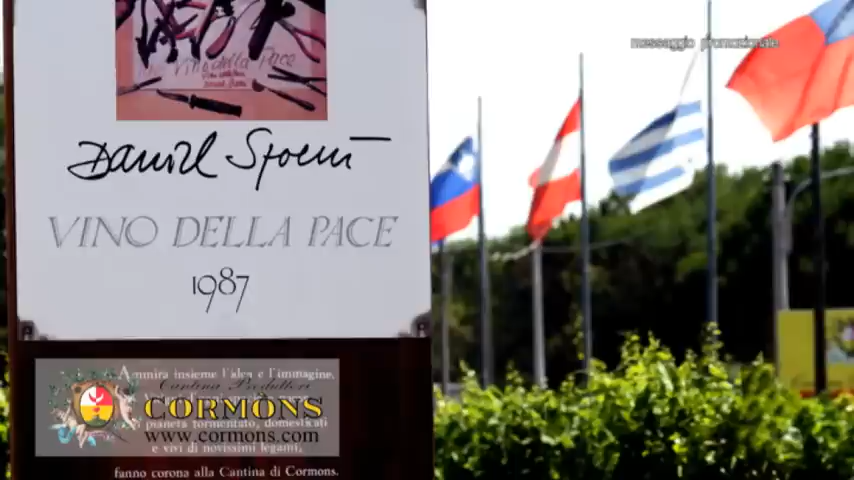 messaggio promozionale
Vino della Pace
Daniel Spoerri
VINO DELLA PACE
1987
Ammira insieme l'idea e l'immagine.
Cantina Produttori
CORMÒNS
pianeta tormentato, domesticati
www.cormons.com
e vivi di novissimi legami,
fanno corona alla Cantina di Cormons.